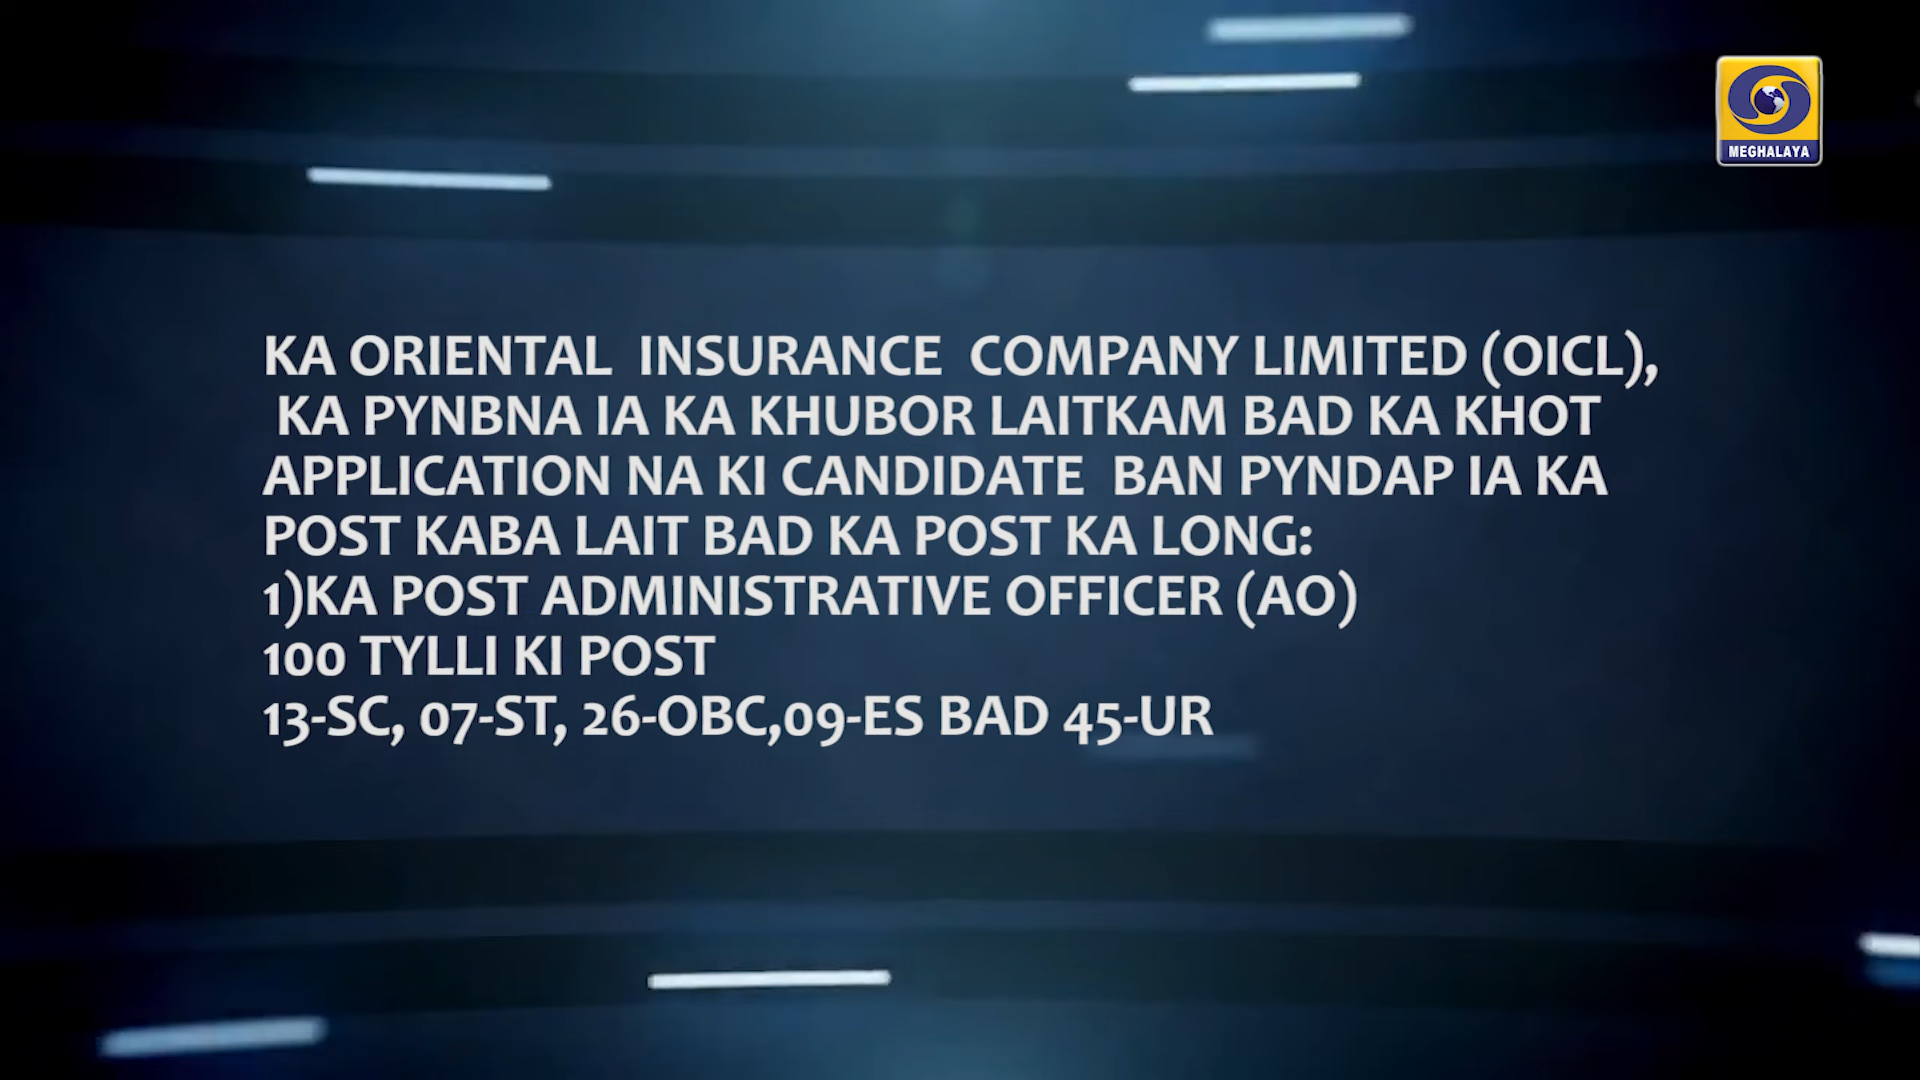 MEGHALAYA
KA ORIENTAL INSURANCE COMPANY LIMITED (OICL),
KA PYNBNA IA KA KHUBOR LAITKAM BAD KA KHOT
APPLICATION NA KI CANDIDATE BAN PYNDAP IA KA
POST KABA LAIT BAD KA POST KA LONG:
1)KA POST ADMINISTRATIVE OFFICER (AO)
100 TYLLI KI POST
13-SC, 07-ST, 26-OBC,09-ES BAD 45-UR